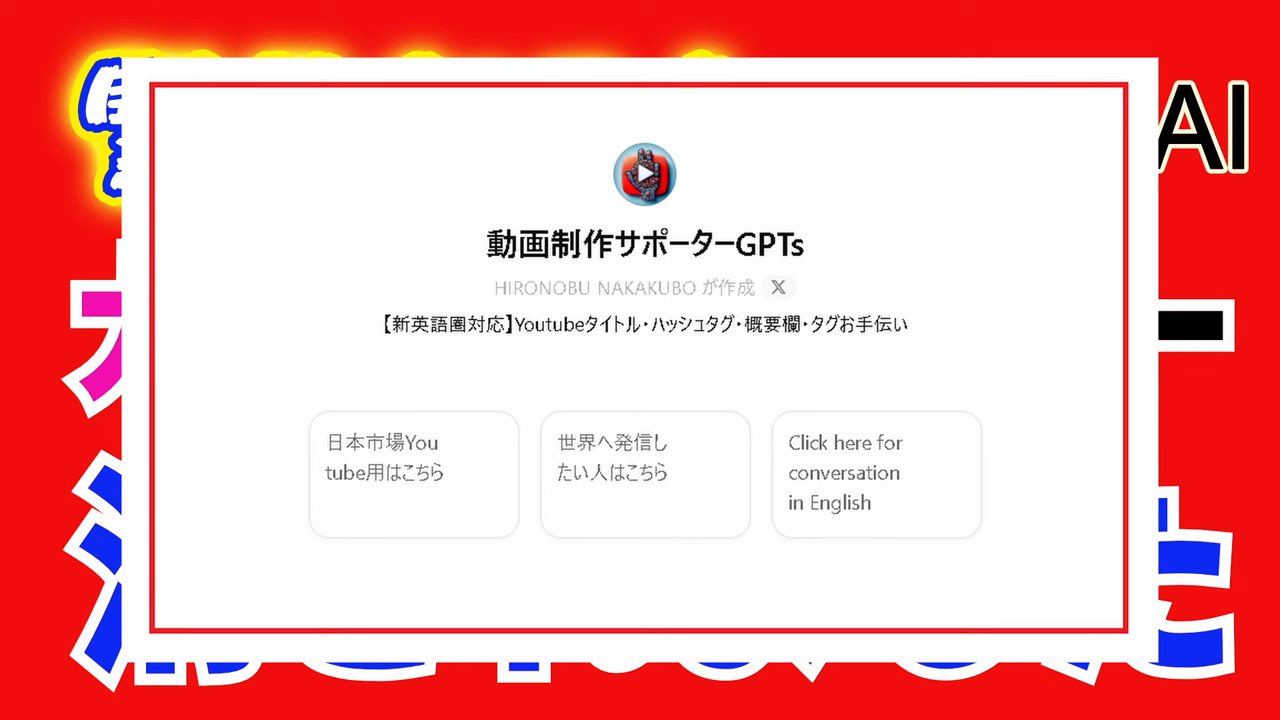 AI
動画制作サポーターGPTs
HIRONOBU NAKAKUBO が作成
【新英語圏対応】Youtubeタイトル・ハッシュタグ・概要欄・タグお手伝い
日本市場You
tube用はこちら
世界へ発信し
たい人はこちら
Click here for
conversation
in English